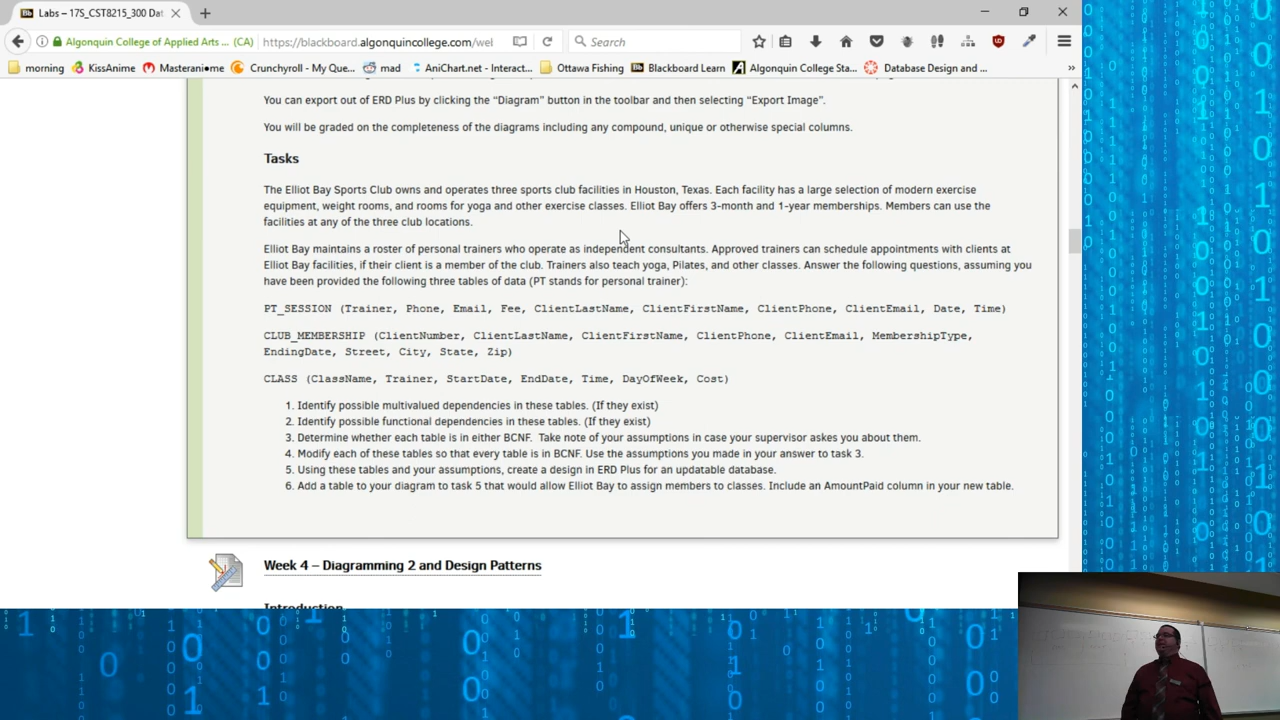 Labs – 17S_CST8215_300 Dat
Algonquin College of Applied Arts ... (CA)
https://blackboard.algonquincollege.com/wel
Search
morning
KissAnime
Masterani●me
Crunchyroll - My Que...
mad
AniChart.net - Interact...
Ottawa Fishing
Blackboard Learn
Algonquin College Sta...
Database Design and ...
You can export out of ERD Plus by clicking the “Diagram” button in the toolbar and then selecting “Export Image”.
You will be graded on the completeness of the diagrams including any compound, unique or otherwise special columns.
Tasks
The Elliot Bay Sports Club owns and operates three sports club facilities in Houston, Texas. Each facility has a large selection of modern exercise
equipment, weight rooms, and rooms for yoga and other exercise classes. Elliot Bay offers 3-month and 1-year memberships. Members can use the
facilities at any of the three club locations.
Elliot Bay maintains a roster of personal trainers who operate as independent consultants. Approved trainers can schedule appointments with clients at
Elliot Bay facilities, if their client is a member of the club. Trainers also teach yoga, Pilates, and other classes. Answer the following questions, assuming you
have been provided the following three tables of data (PT stands for personal trainer):
PT_SESSION (Trainer, Phone, Email, Fee, ClientLastName, ClientFirstName, ClientPhone, ClientEmail, Date, Time)
CLUB_MEMBERSHIP (ClientNumber, ClientLastName, ClientFirstName, ClientPhone, ClientEmail, MembershipType,
EndingDate, Street, City, State, Zip)
CLASS (ClassName, Trainer, StartDate, EndDate, Time, DayOfWeek, Cost)
1. Identify possible multivalued dependencies in these tables. (If they exist)
2. Identify possible functional dependencies in these tables. (If they exist)
3. Determine whether each table is in either BCNF. Take note of your assumptions in case your supervisor askes you about them.
4. Modify each of these tables so that every table is in BCNF. Use the assumptions you made in your answer to task 3.
5. Using these tables and your assumptions, create a design in ERD Plus for an updatable database.
6. Add a table to your diagram to task 5 that would allow Elliot Bay to assign members to classes. Include an AmountPaid column in your new table.
Week 4 – Diagramming 2 and Design Patterns
Introduction